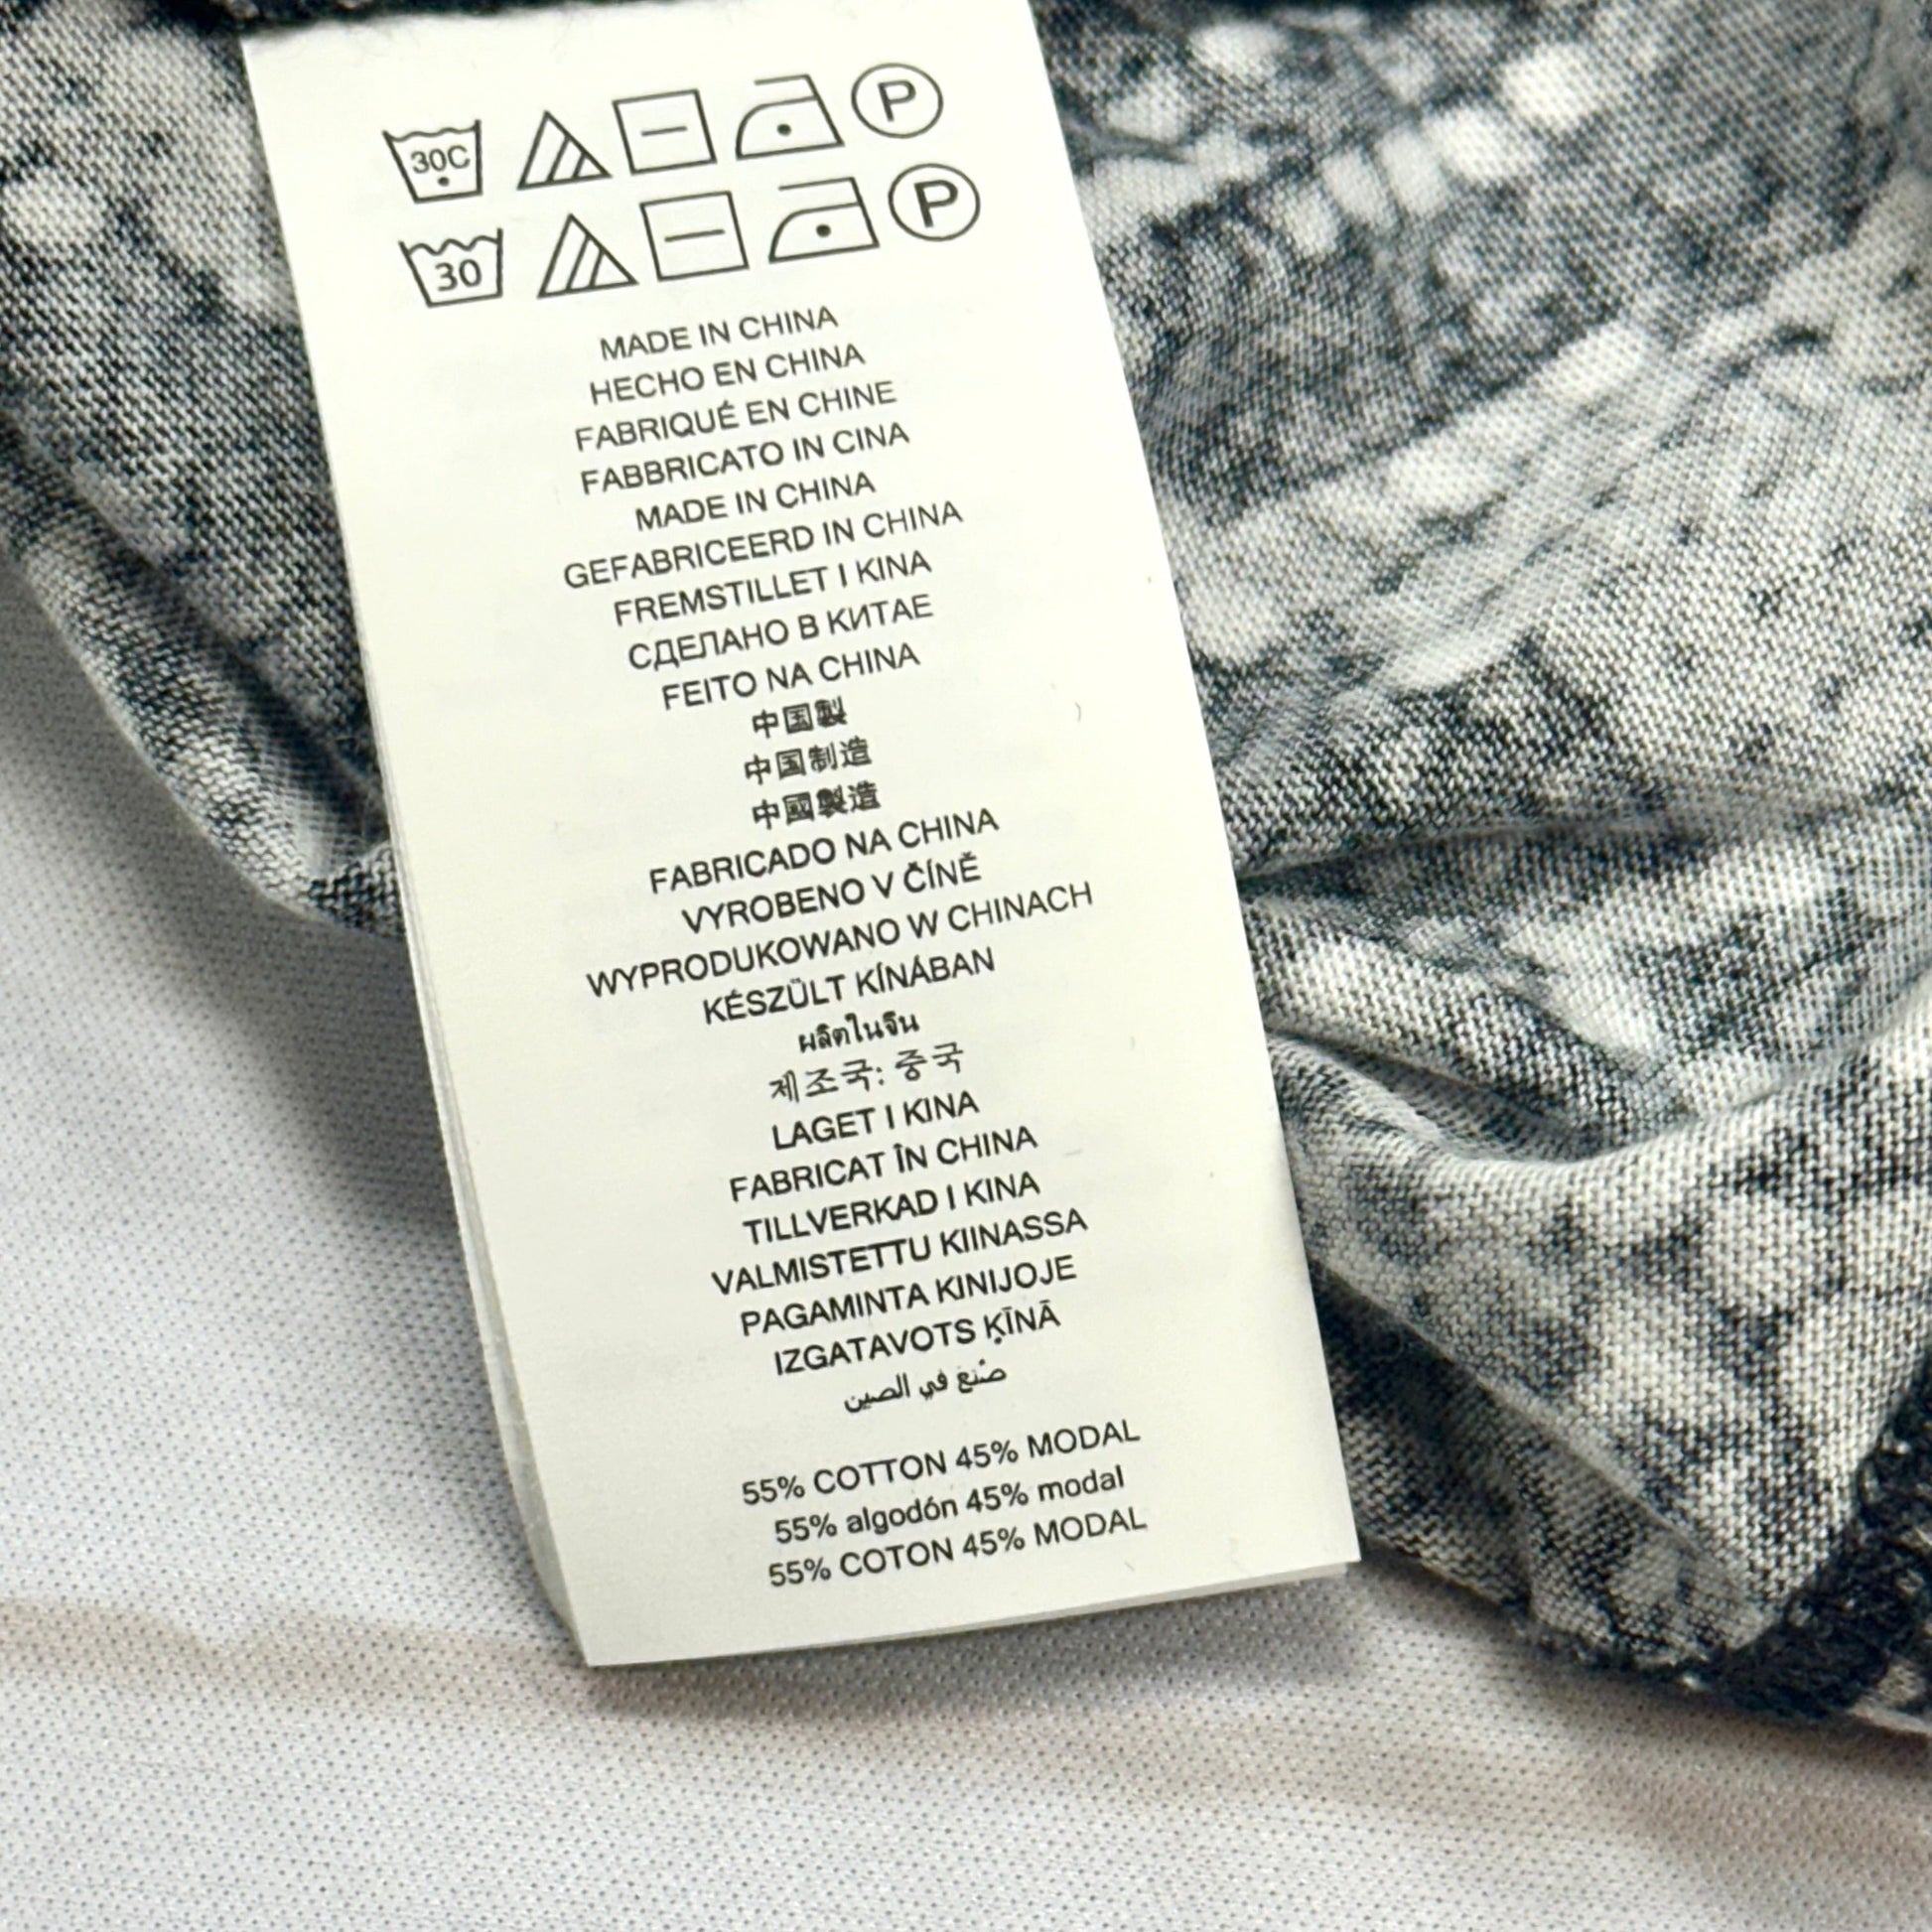 30C P
30 P
MADE IN CHINA
HECHO EN CHINA
FABRIQUÉ EN CHINE
FABBRICATO IN CINA
MADE IN CHINA
GEFABRICEERD IN CHINA
FREMSTILLET I KINA
СДЕЛАНО В КИТАЕ
FEITO NA CHINA
中国製
中国制造
中國製造
FABRICADO NA CHINA
VYROBENO V ČÍNĚ
WYPRODUKOWANO W CHINACH
KÉSZÜLT KÍNÁBAN
ผลิตในจีน
제조국: 중국
LAGET I KINA
FABRICAT ÎN CHINA
TILLVERKAD I KINA
VALMISTETTU KIINASSA
PAGAMINTA KINIJOJE
IZGATAVOTS ĶĪNĀ
صُنع في الصين
55% COTTON 45% MODAL
55% algodón 45% modal
55% COTON 45% MODAL